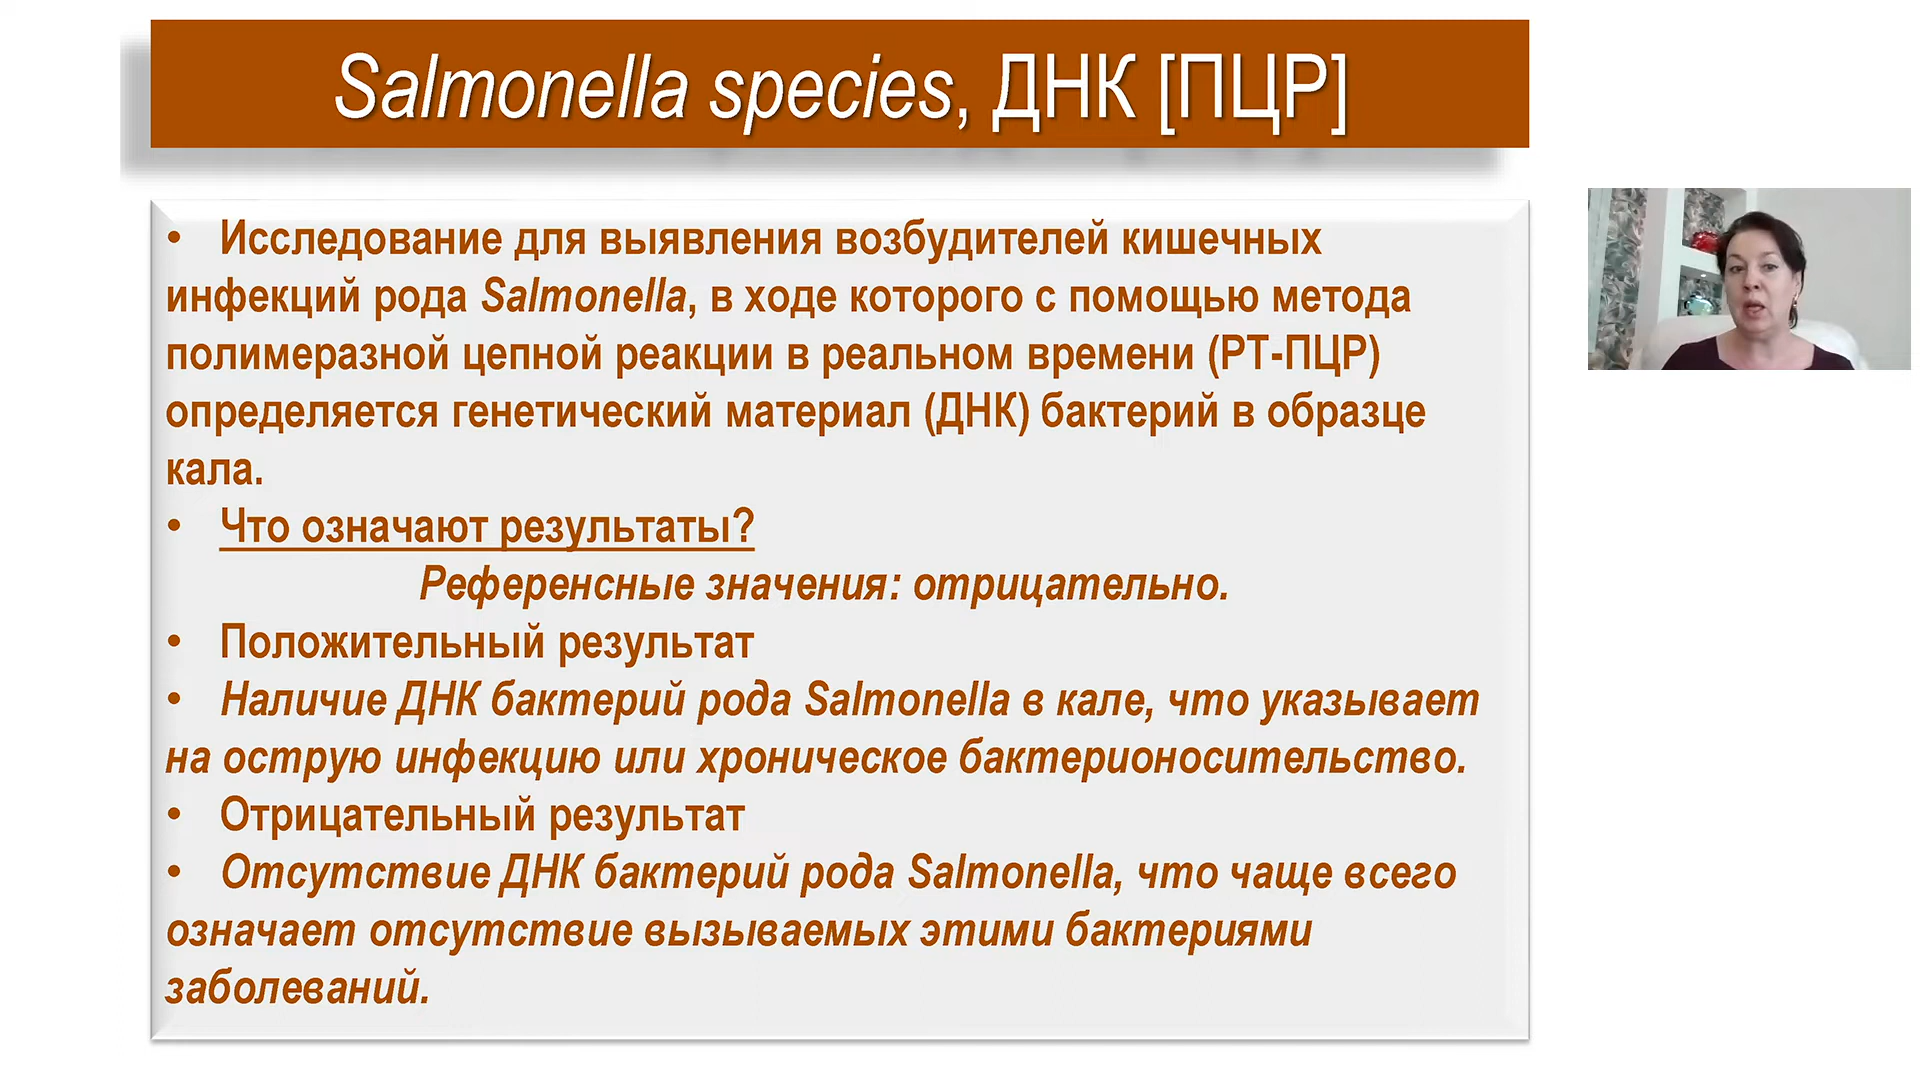 Salmonella species, ДНК [ПЦР]
• Исследование для выявления возбудителей кишечных
инфекций рода Salmonella, в ходе которого с помощью метода
полимеразной цепной реакции в реальном времени (РТ-ПЦР)
определяется генетический материал (ДНК) бактерий в образце
кала.
• Что означают результаты?
Референсные значения: отрицательно.
• Положительный результат
• Наличие ДНК бактерий рода Salmonella в кале, что указывает
на острую инфекцию или хроническое бактерионосительство.
• Отрицательный результат
• Отсутствие ДНК бактерий рода Salmonella, что чаще всего
означает отсутствие вызываемых этими бактериями
заболеваний.